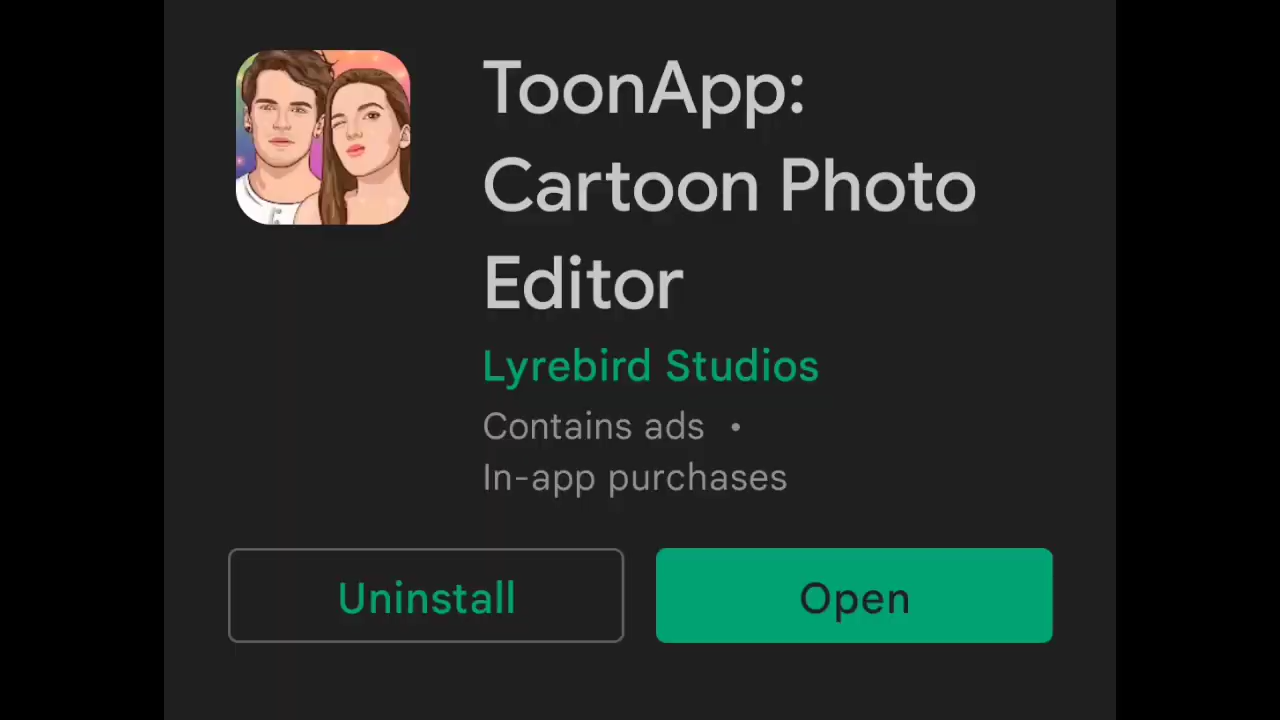 ToonApp:
Cartoon Photo
Editor
Lyrebird Studios
Contains ads •
In-app purchases
Uninstall
Open